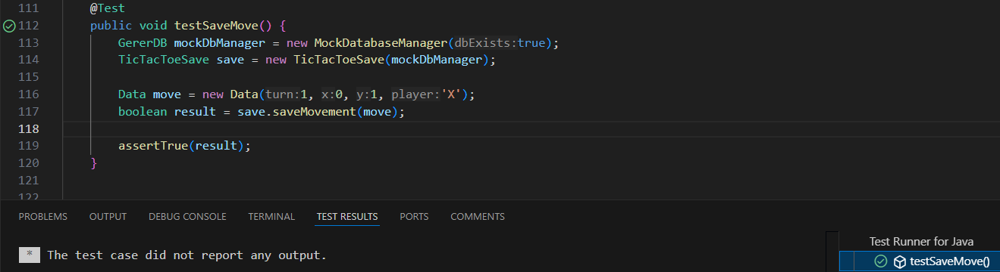 111 @Test
112 public void testSaveMove() {
113 GererDB mockDbManager = new MockDatabaseManager(dbExists:true);
114 TicTacToeSave save = new TicTacToeSave(mockDbManager);
115
116 Data move = new Data(turn:1, x:0, y:1, player:'X');
117 boolean result = save.saveMovement(move);
118
119 assertTrue(result);
120 }
121
122
PROBLEMS OUTPUT DEBUG CONSOLE TERMINAL TEST RESULTS PORTS COMMENTS
* The test case did not report any output.
Test Runner for Java
testSaveMove()